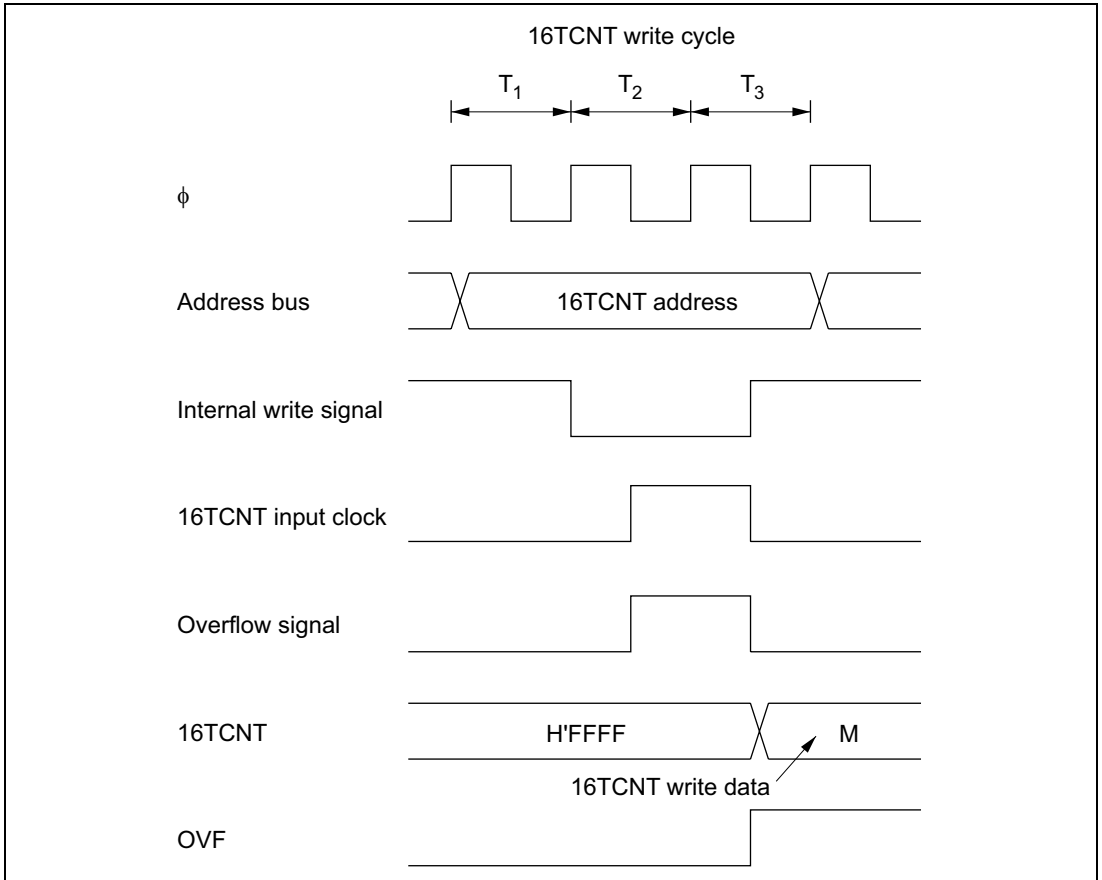 16TCNT write cycle
T1 T2 T3
ϕ
Address bus 16TCNT address
Internal write signal
16TCNT input clock
Overflow signal
16TCNT H'FFFF M
16TCNT write data
OVF